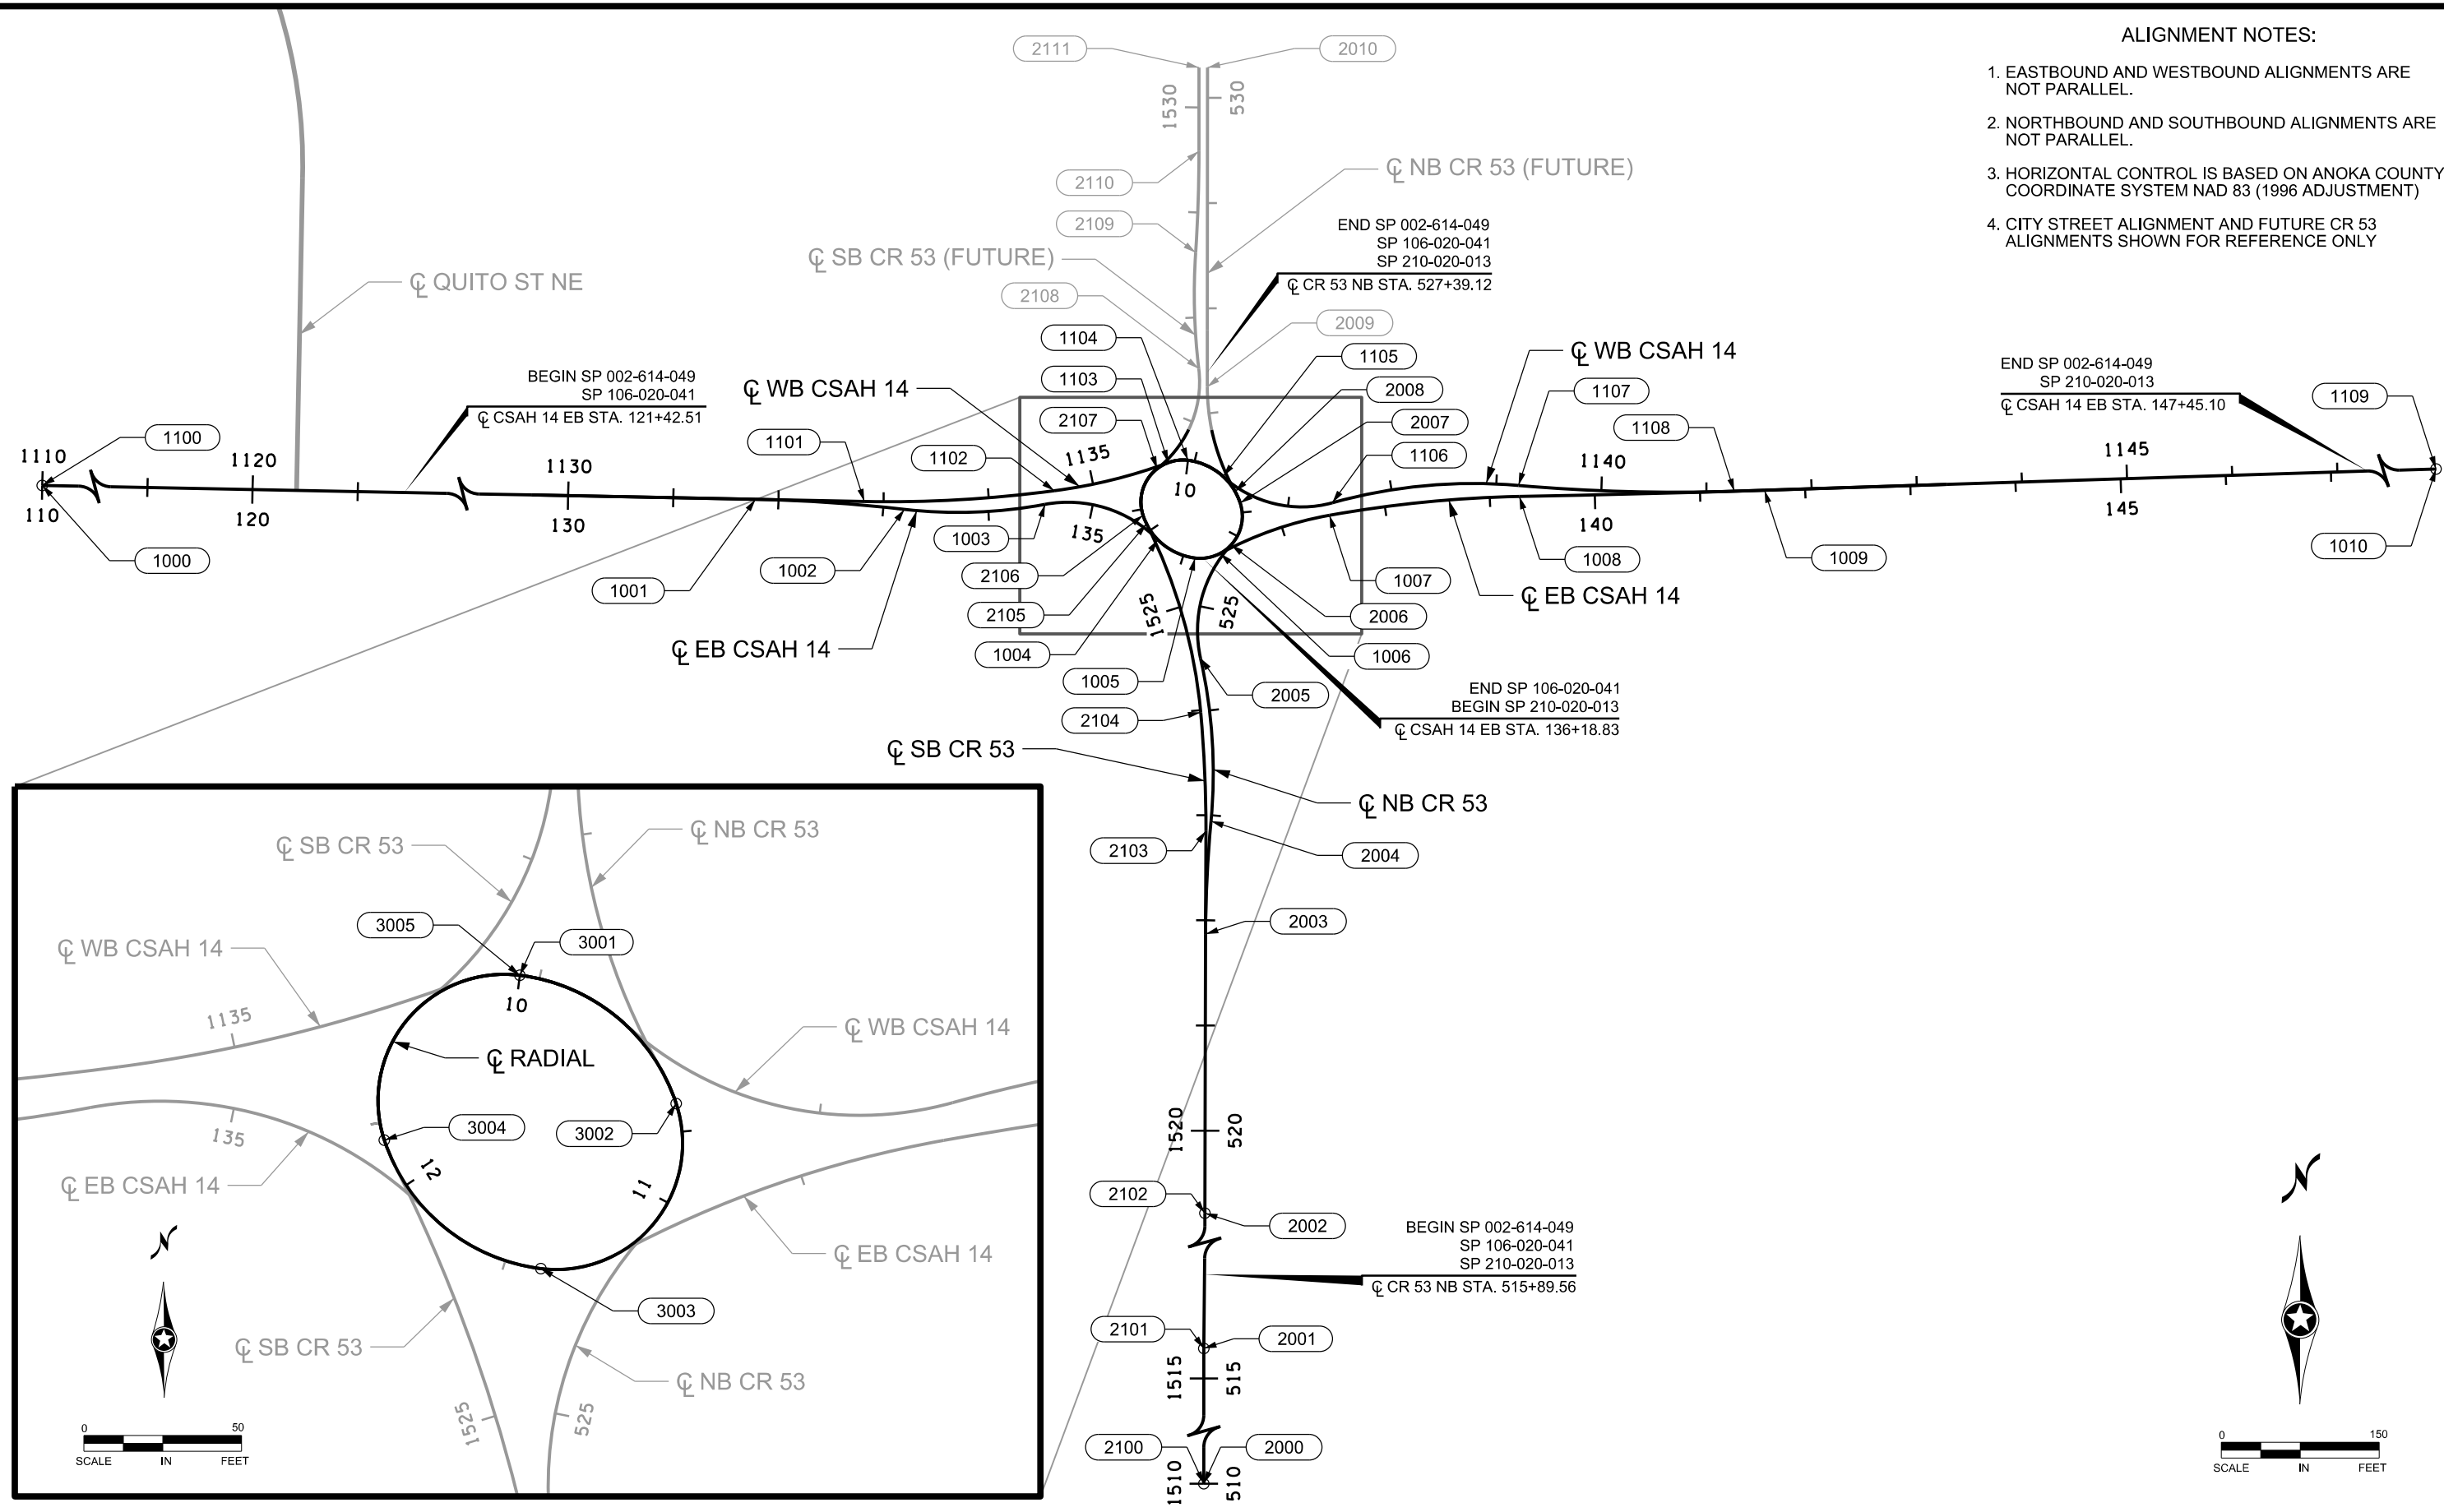 ALIGNMENT NOTES:
1. EASTBOUND AND WESTBOUND ALIGNMENTS ARE
NOT PARALLEL.
2. NORTHBOUND AND SOUTHBOUND ALIGNMENTS ARE
NOT PARALLEL.
3. HORIZONTAL CONTROL IS BASED ON ANOKA COUNTY
COORDINATE SYSTEM NAD 83 (1996 ADJUSTMENT)
4. CITY STREET ALIGNMENT AND FUTURE CR 53
ALIGNMENTS SHOWN FOR REFERENCE ONLY
2111
2010
1530
530
2110
℄ NB CR 53 (FUTURE)
2109
END SP 002-614-049
SP 106-020-041
SP 210-020-013
℄ CR 53 NB STA. 527+39.12
℄ SB CR 53 (FUTURE)
℄ QUITO ST NE
2108
2009
1104
1105
℄ WB CSAH 14
1103
2008
1107
BEGIN SP 002-614-049
SP 106-020-041
℄ CSAH 14 EB STA. 121+42.51
℄ WB CSAH 14
END SP 002-614-049
SP 210-020-013
℄ CSAH 14 EB STA. 147+45.10
1109
2107
2007
1108
1100
1101
1102
1106
1110
1120
1130
1135
10
1140
1145
110
120
130
135
140
145
1000
1001
1002
1003
2106
2105
1004
1005
1007
1008
1009
1010
2006
1006
1525
525
℄ EB CSAH 14
℄ EB CSAH 14
2005
2104
END SP 106-020-041
BEGIN SP 210-020-013
℄ CSAH 14 EB STA. 136+18.83
℄ SB CR 53
℄ NB CR 53
2103
2004
2003
1520
520
2102
2002
BEGIN SP 002-614-049
SP 106-020-041
SP 210-020-013
℄ CR 53 NB STA. 515+89.56
2101
2001
1515
515
2100
2000
1510
510
℄ SB CR 53
℄ NB CR 53
3005
3001
℄ WB CSAH 14
10
1135
℄ WB CSAH 14
℄ RADIAL
3004
3002
135
12
11
℄ EB CSAH 14
℄ EB CSAH 14
3003
℄ SB CR 53
℄ NB CR 53
1525
525
N
0 50
SCALE IN FEET
N
0 150
SCALE IN FEET